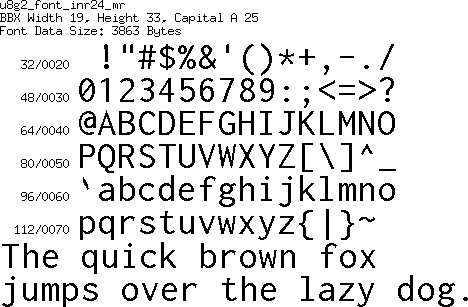 u8g2_font_inr24_mr
BBX Width 19, Height 33, Capital A 25
Font Data Size: 3863 Bytes
32/0020 !"#$%&'()*+,-./
48/0030 0123456789:;<=>?
64/0040 @ABCDEFGHIJKLMNO
80/0050 PQRSTUVWXYZ[\]^_
96/0060 `abcdefghijklmno
112/0070 pqrstuvwxyz{|}~
The quick brown fox
jumps over the lazy dog.